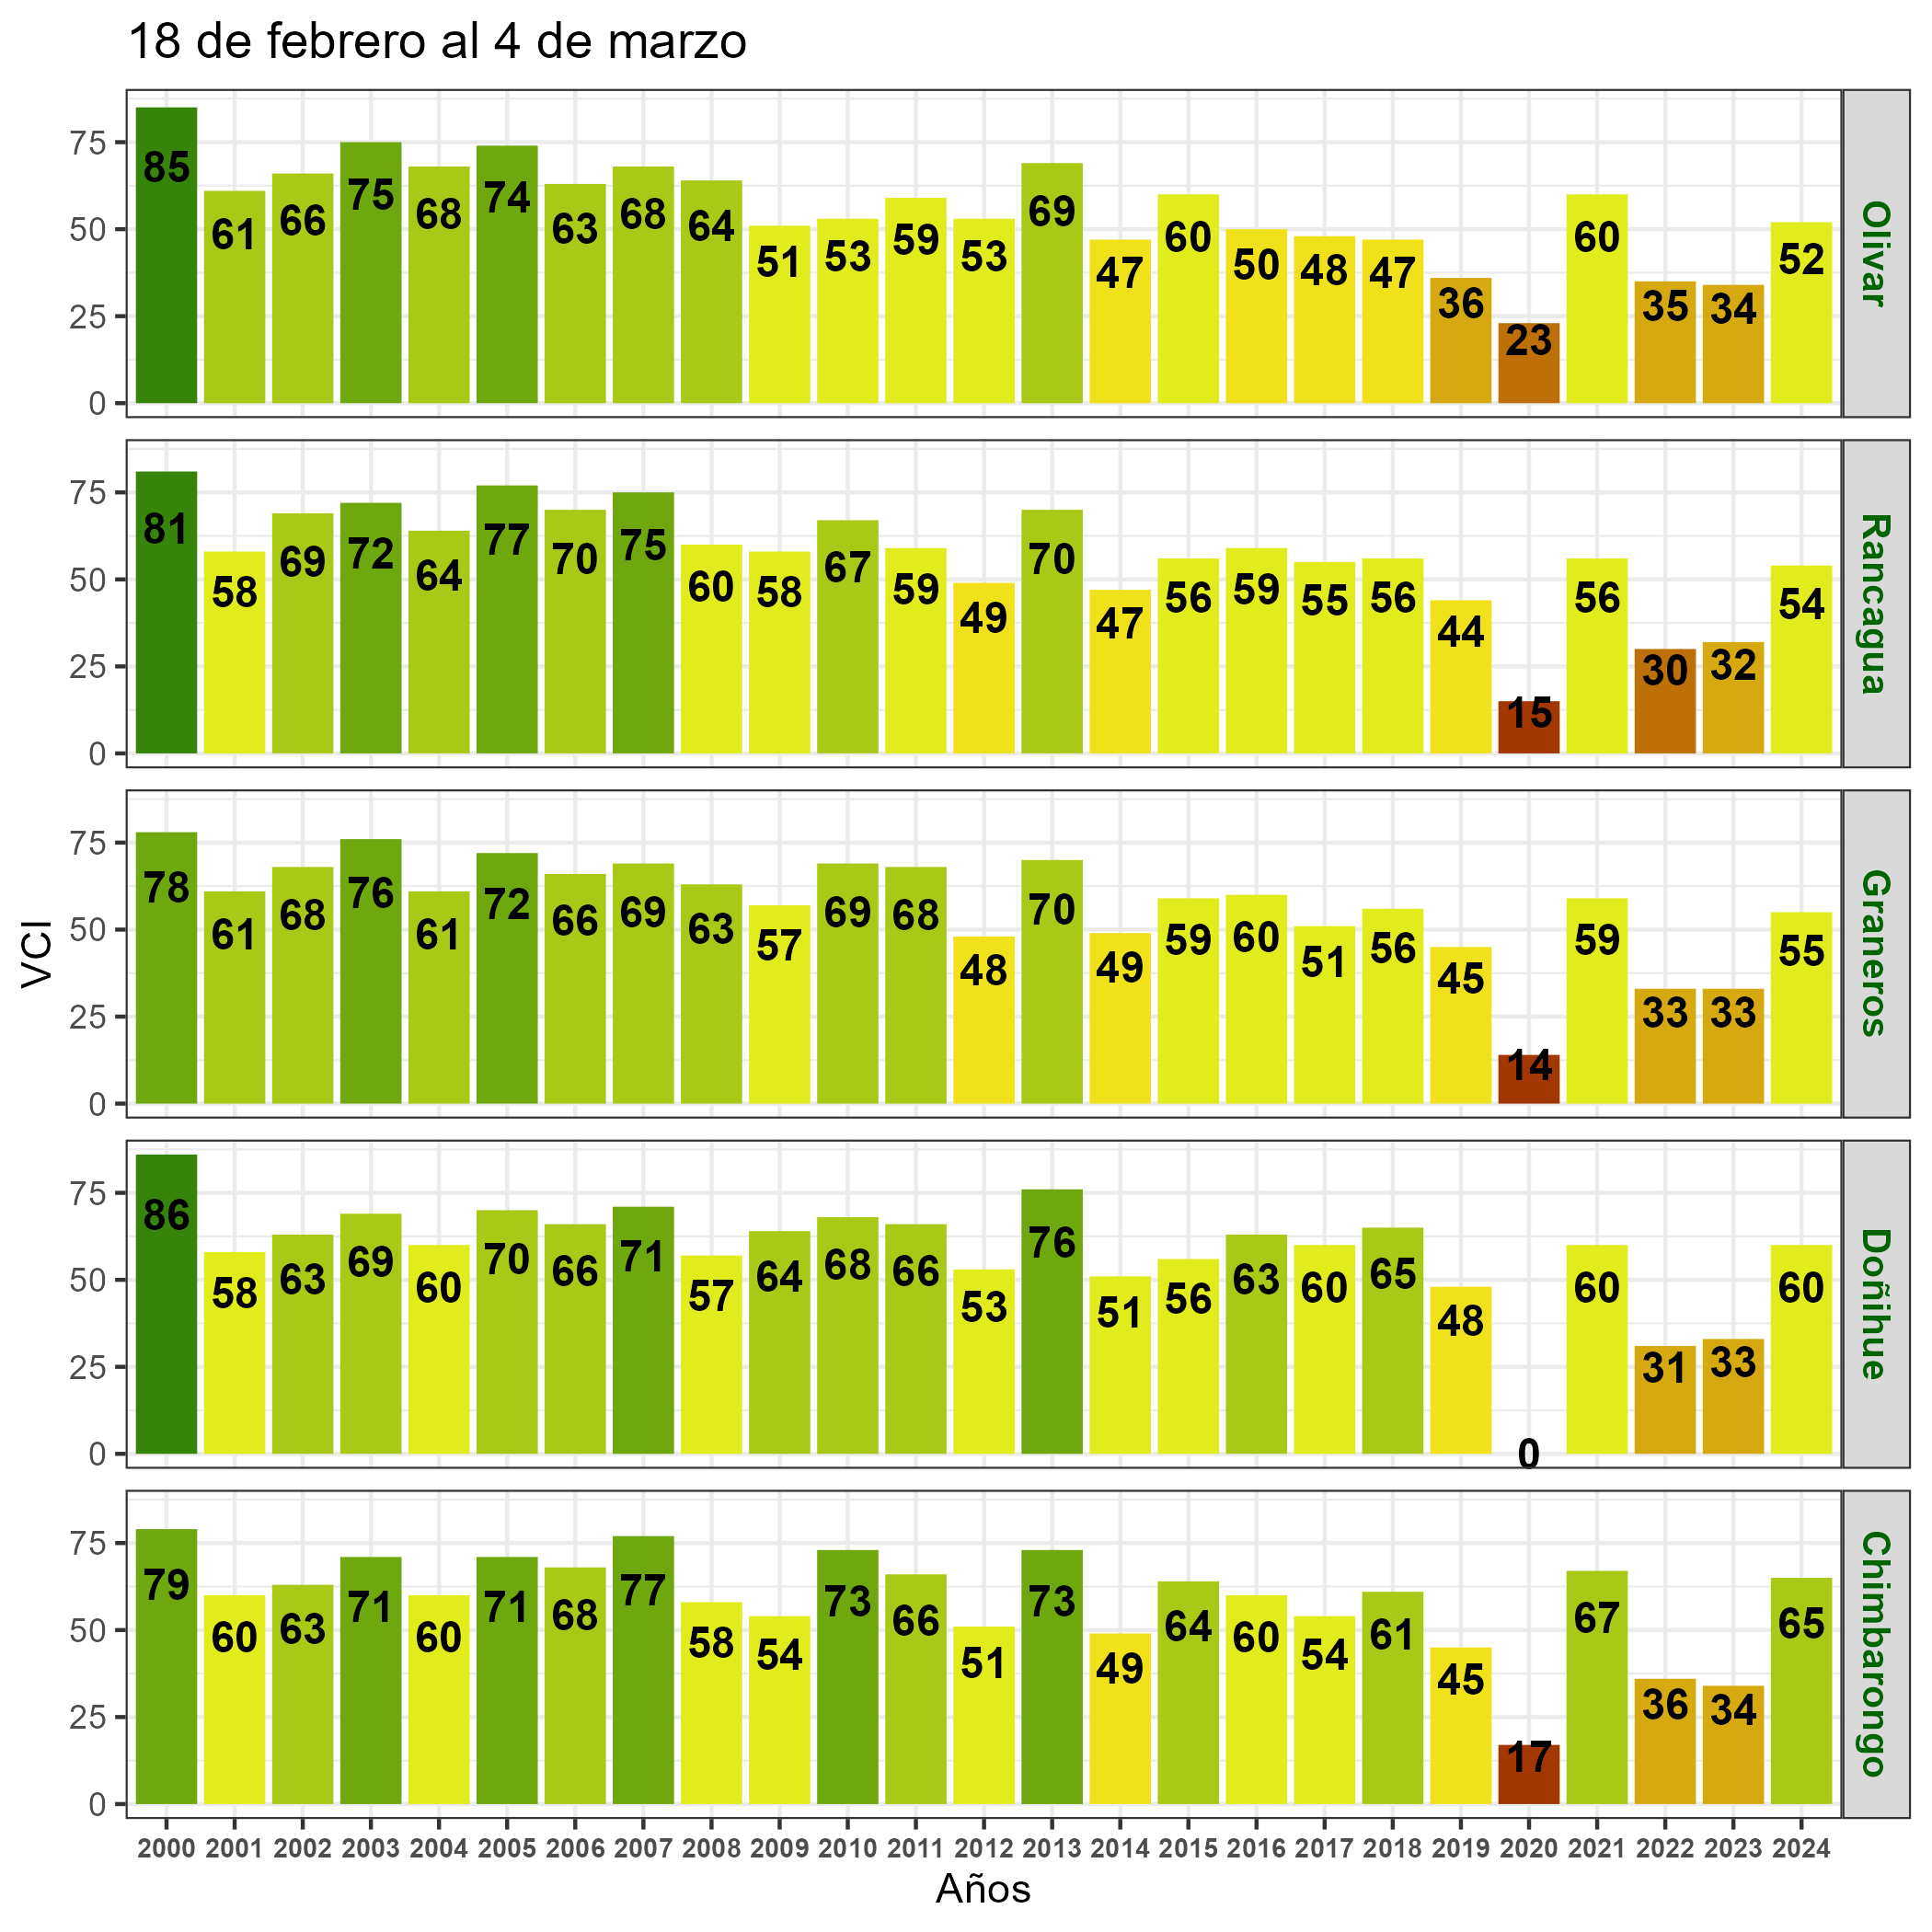 18 de febrero al 4 de marzo
VCI
75
50
25
0
85 61 66 75 68 74 63 68 64 51 53 59 53 69 47 60 50 48 47 36 23 60 35 34 52
Olivar
75
50
25
0
81 58 69 72 64 77 70 75 60 58 67 59 49 70 47 56 59 55 56 44 15 56 30 32 54
Rancagua
75
50
25
0
78 61 68 76 61 72 66 69 63 57 69 68 48 70 49 59 60 51 56 45 14 59 33 33 55
Graneros
75
50
25
0
86 58 63 69 60 70 66 71 57 64 68 66 53 76 51 56 63 60 65 48 0 60 31 33 60
Doñihue
75
50
25
0
79 60 63 71 60 71 68 77 58 54 73 66 51 73 49 64 60 54 61 45 17 67 36 34 65
Chimbarongo
2000 2001 2002 2003 2004 2005 2006 2007 2008 2009 2010 2011 2012 2013 2014 2015 2016 2017 2018 2019 2020 2021 2022 2023 2024
Años